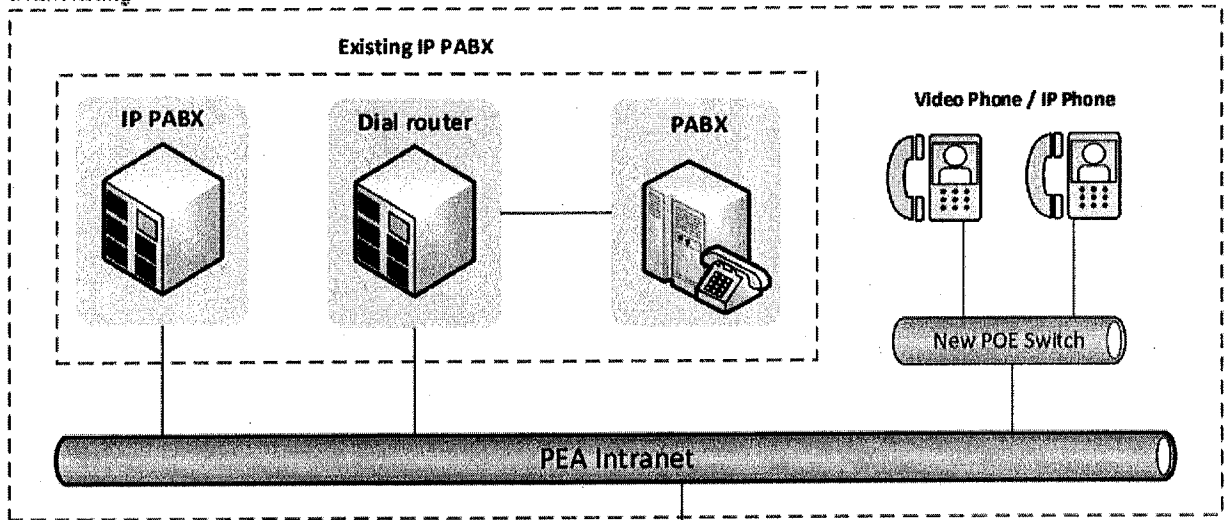 Existing IP PABX
IP PABX
Dial router
PABX
Video Phone / IP Phone
New POE Switch
PEA Intranet